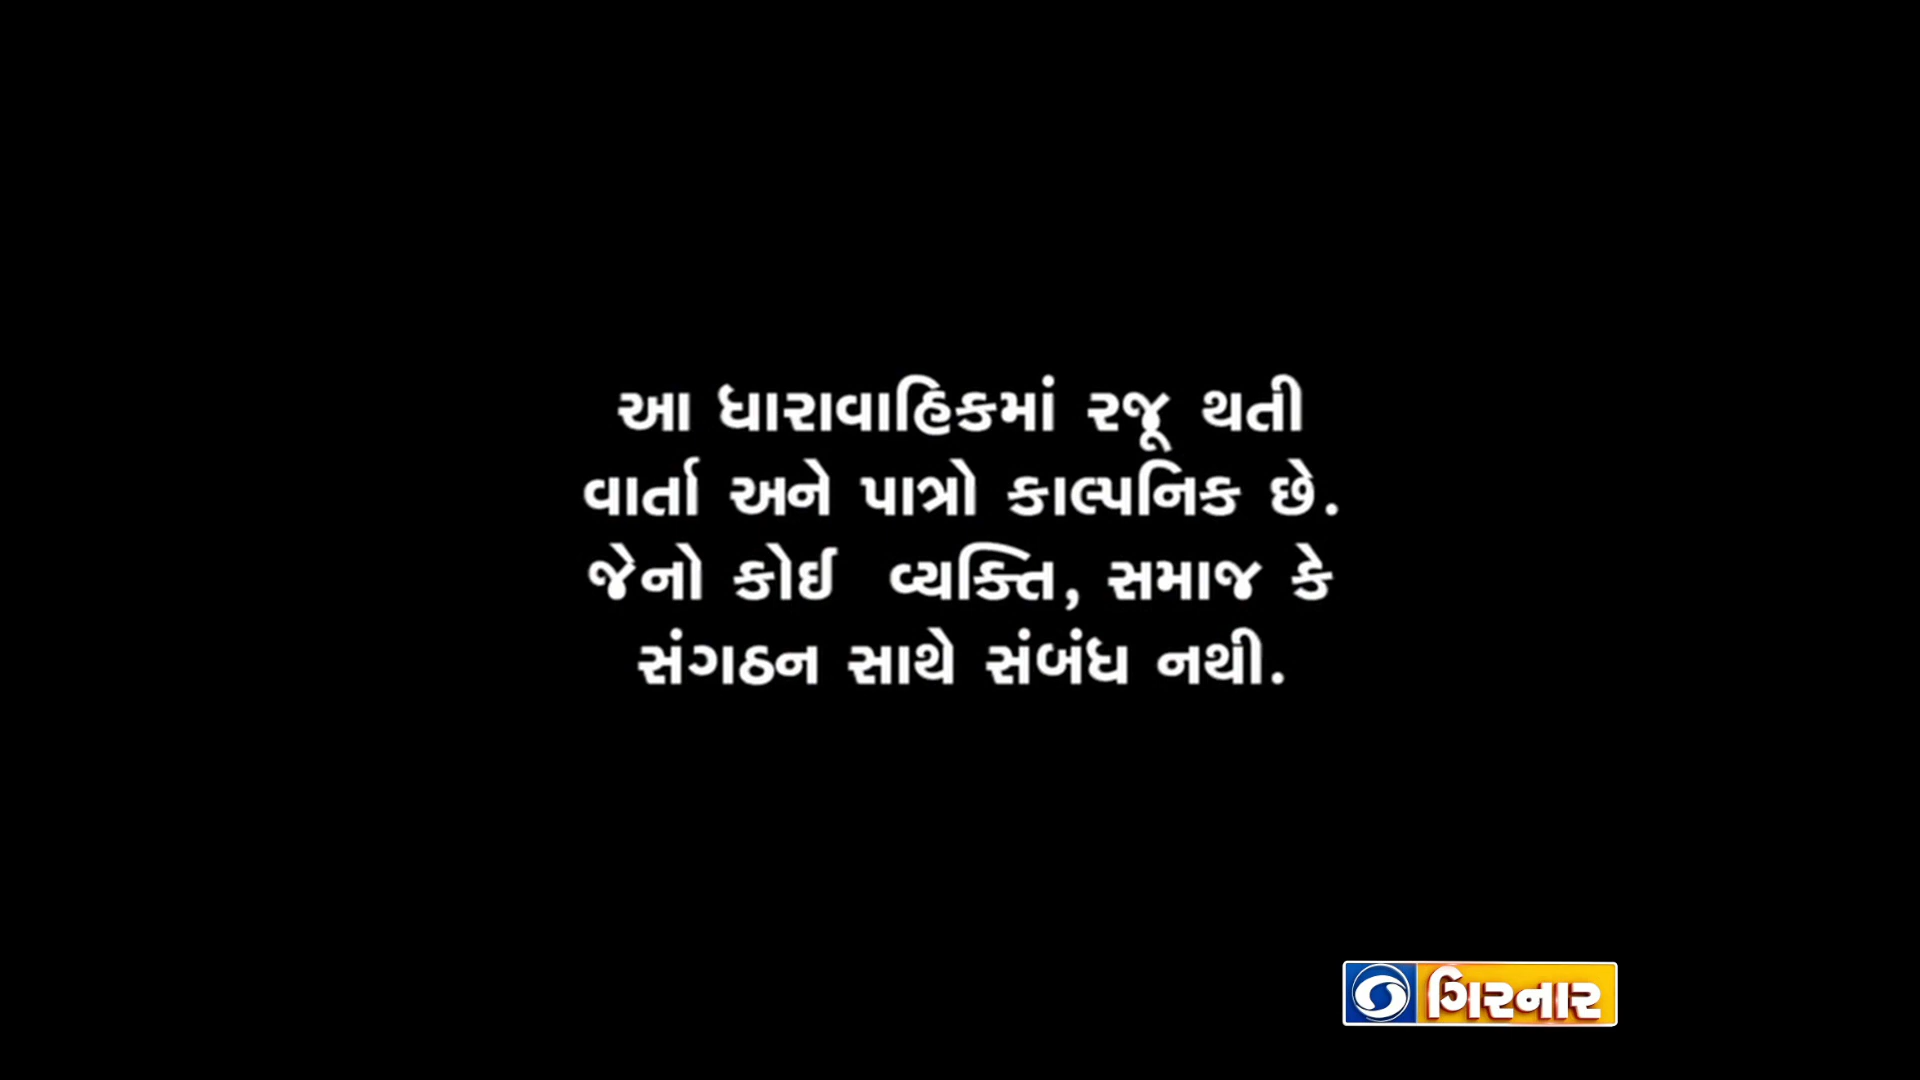 આ ધારાવાહિકમાં રજૂ થતી
વાર્તા અને પાત્રો કાલ્પનિક છે.
જેનો કોઈ  વ્યક્તિ, સમાજ કે
સંગઠન સાથે સંબંધ નથી.
ગિરનાર